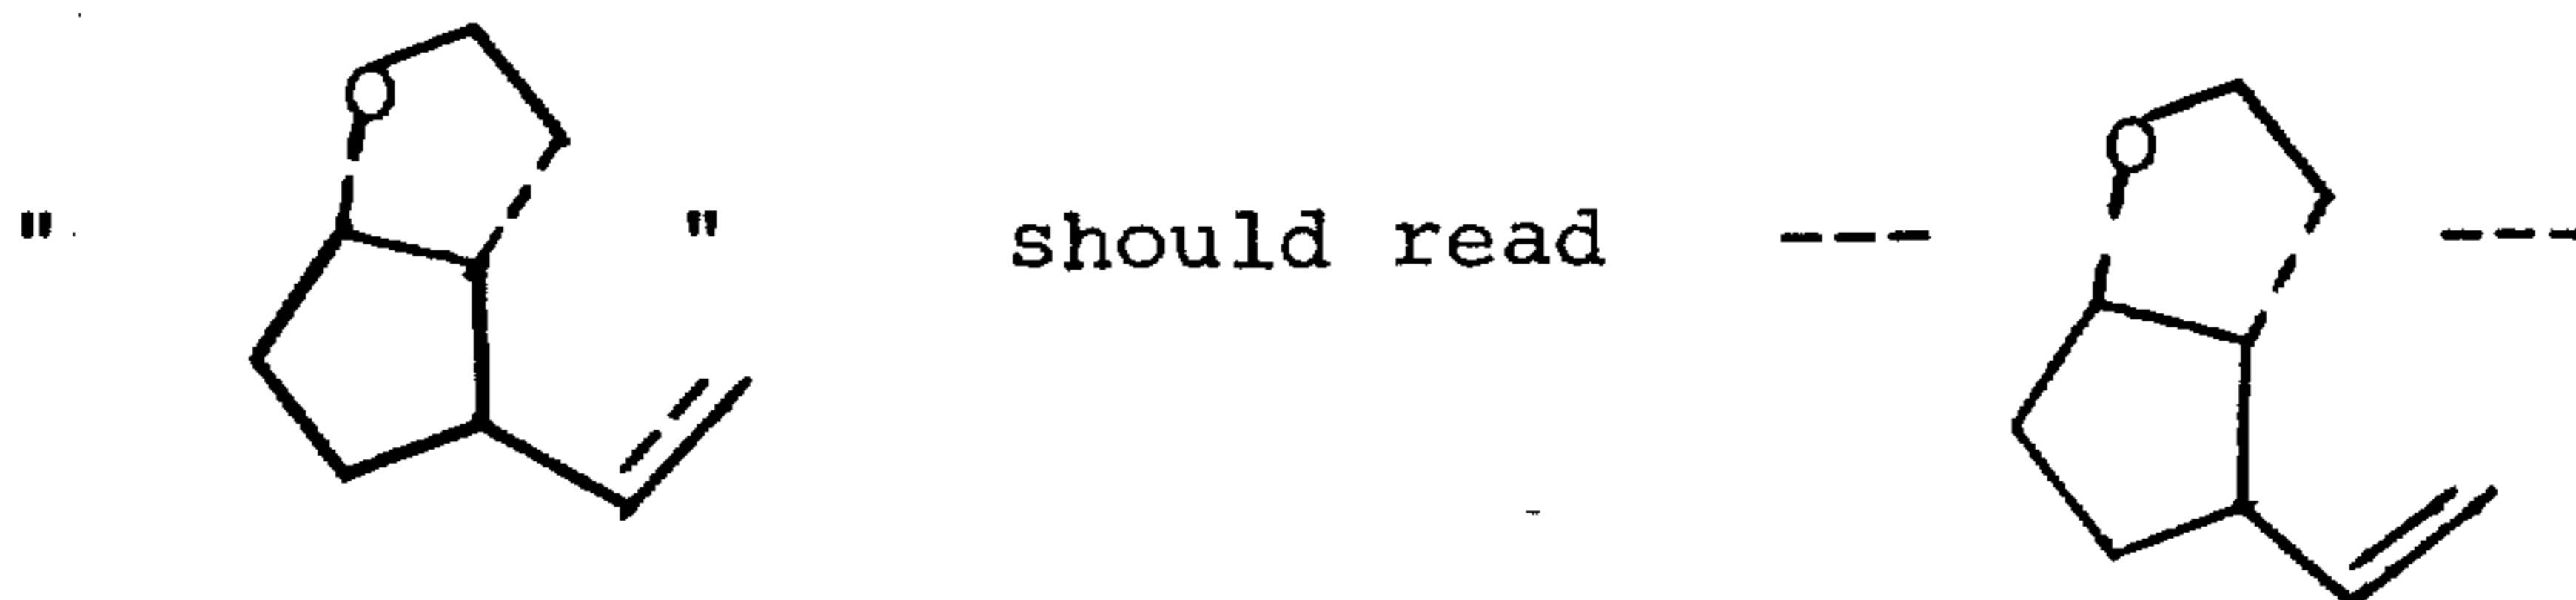 " O " should read --- O ---